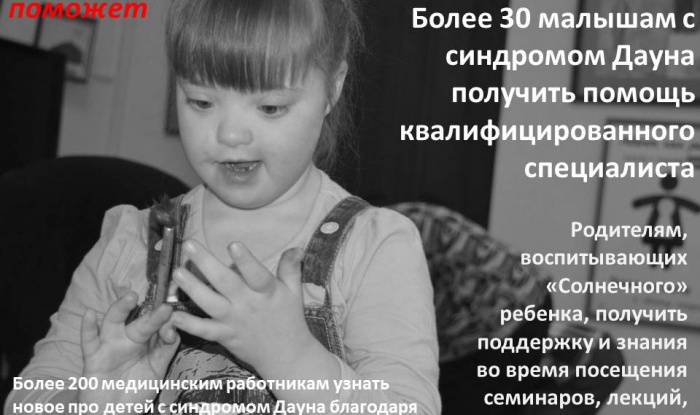 поможет
Более 30 малышам с
синдромом Дауна
получить помощь
квалифицированного
специалиста
Родителям,
воспитывающих
«Солнечного»
ребенка, получить
поддержку и знания
во время посещения
семинаров, лекций,
Более 200 медицинским работникам узнать
новое про детей с синдромом Дауна благодаря